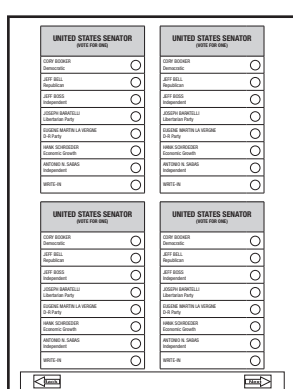 UNITED STATES SENATOR
(VOTE FOR ONE)
CORY BOOKER
Democratic
JEFF BELL
Republican
JEFF BOSS
Independent
JOSEPH BARATELLI
Libertarian Party
EUGENE MARTIN LA VERGNE
D-R Party
HANK SCHROEDER
Economic Growth
ANTONIO N. SABAS
Independent
WRITE-IN
UNITED STATES SENATOR
(VOTE FOR ONE)
CORY BOOKER
Democratic
JEFF BELL
Republican
JEFF BOSS
Independent
JOSEPH BARATELLI
Libertarian Party
EUGENE MARTIN LA VERGNE
D-R Party
HANK SCHROEDER
Economic Growth
ANTONIO N. SABAS
Independent
WRITE-IN
UNITED STATES SENATOR
(VOTE FOR ONE)
CORY BOOKER
Democratic
JEFF BELL
Republican
JEFF BOSS
Independent
JOSEPH BARATELLI
Libertarian Party
EUGENE MARTIN LA VERGNE
D-R Party
HANK SCHROEDER
Economic Growth
ANTONIO N. SABAS
Independent
WRITE-IN
UNITED STATES SENATOR
(VOTE FOR ONE)
CORY BOOKER
Democratic
JEFF BELL
Republican
JEFF BOSS
Independent
JOSEPH BARATELLI
Libertarian Party
EUGENE MARTIN LA VERGNE
D-R Party
HANK SCHROEDER
Economic Growth
ANTONIO N. SABAS
Independent
WRITE-IN
Back
Next